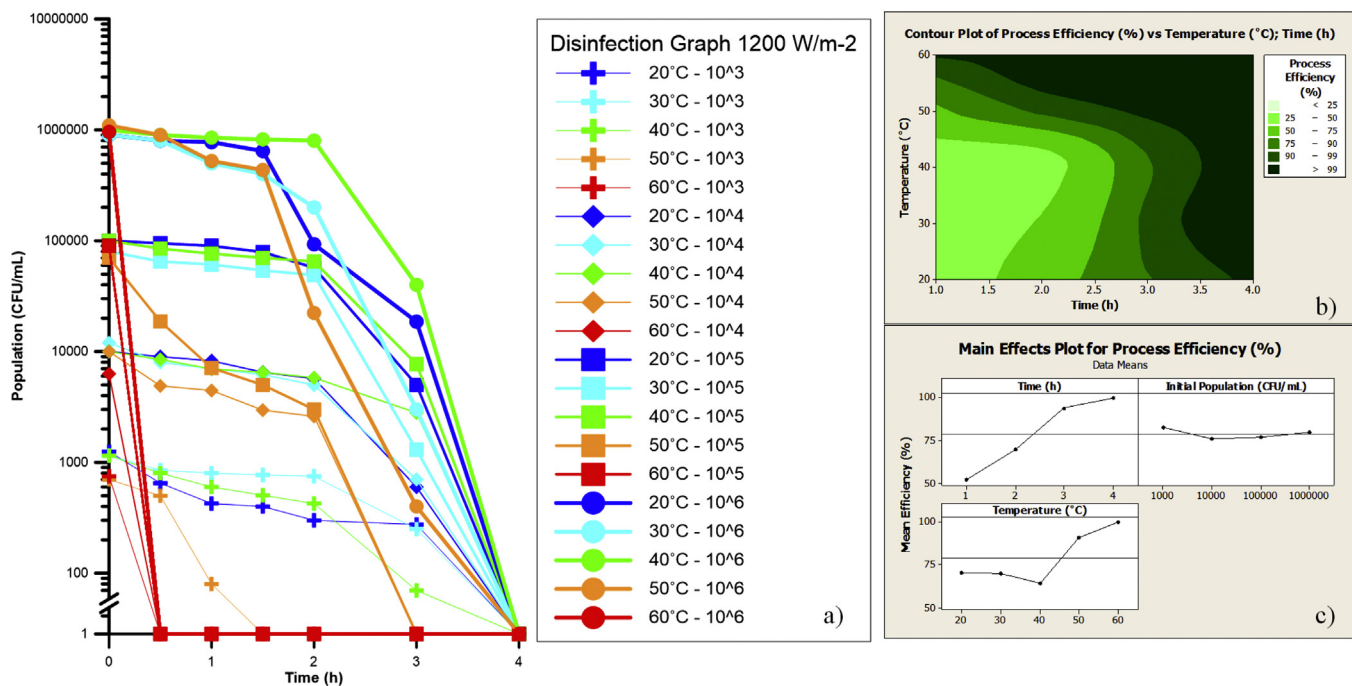 10000000
1000000
100000
10000
1000
100
1
Population (CFU/mL)
0
1
2
3
4
Time (h)
Disinfection Graph 1200 W/m-2
20°C - 10^3
30°C - 10^3
40°C - 10^3
50°C - 10^3
60°C - 10^3
20°C - 10^4
30°C - 10^4
40°C - 10^4
50°C - 10^4
60°C - 10^4
20°C - 10^5
30°C - 10^5
40°C - 10^5
50°C - 10^5
60°C - 10^5
20°C - 10^6
30°C - 10^6
40°C - 10^6
50°C - 10^6
60°C - 10^6
a)
Contour Plot of Process Efficiency (%) vs Temperature (˚C); Time (h)
60
50
40
30
20
Temperature (˚C)
1.0
1.5
2.0
2.5
3.0
3.5
4.0
Time (h)
Process
Efficiency
(%)
< 25
25 – 50
50 – 75
75 – 90
90 – 99
> 99
b)
Main Effects Plot for Process Efficiency (%)
Data Means
Time (h)
Initial Population (CFU/ mL)
100
75
50
1
2
3
4
1000
10000
100000
1000000
Temperature (˚C)
100
75
50
20
30
40
50
60
Mean Efficiency (%)
c)